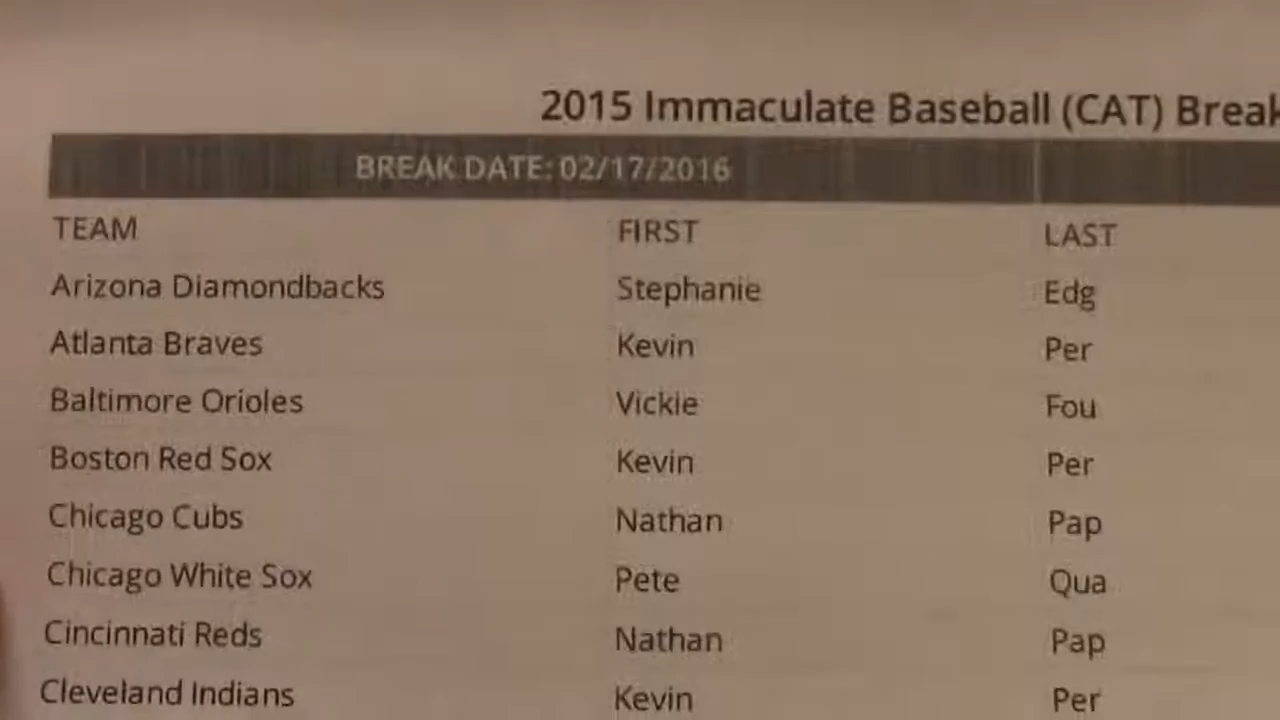 2015 Immaculate Baseball (CAT) Break
BREAK DATE: 02/17/2016
TEAM FIRST LAST
Arizona Diamondbacks Stephanie Edg
Atlanta Braves Kevin Per
Baltimore Orioles Vickie Fou
Boston Red Sox Kevin Per
Chicago Cubs Nathan Pap
Chicago White Sox Pete Qua
Cincinnati Reds Nathan Pap
Cleveland Indians Kevin Per